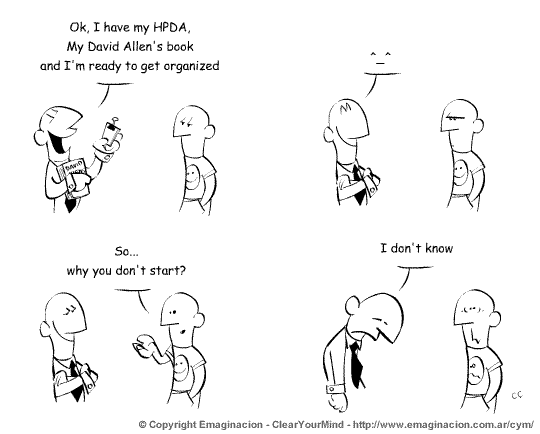 Ok, I have my HPDA,
My David Allen's book
and I'm ready to get organized
DAVID
^_^
So...
why you don't start?
I don't know
CC
© Copyright Emaginacion - ClearYourMind - http://www.emaginacion.com.ar/cym/